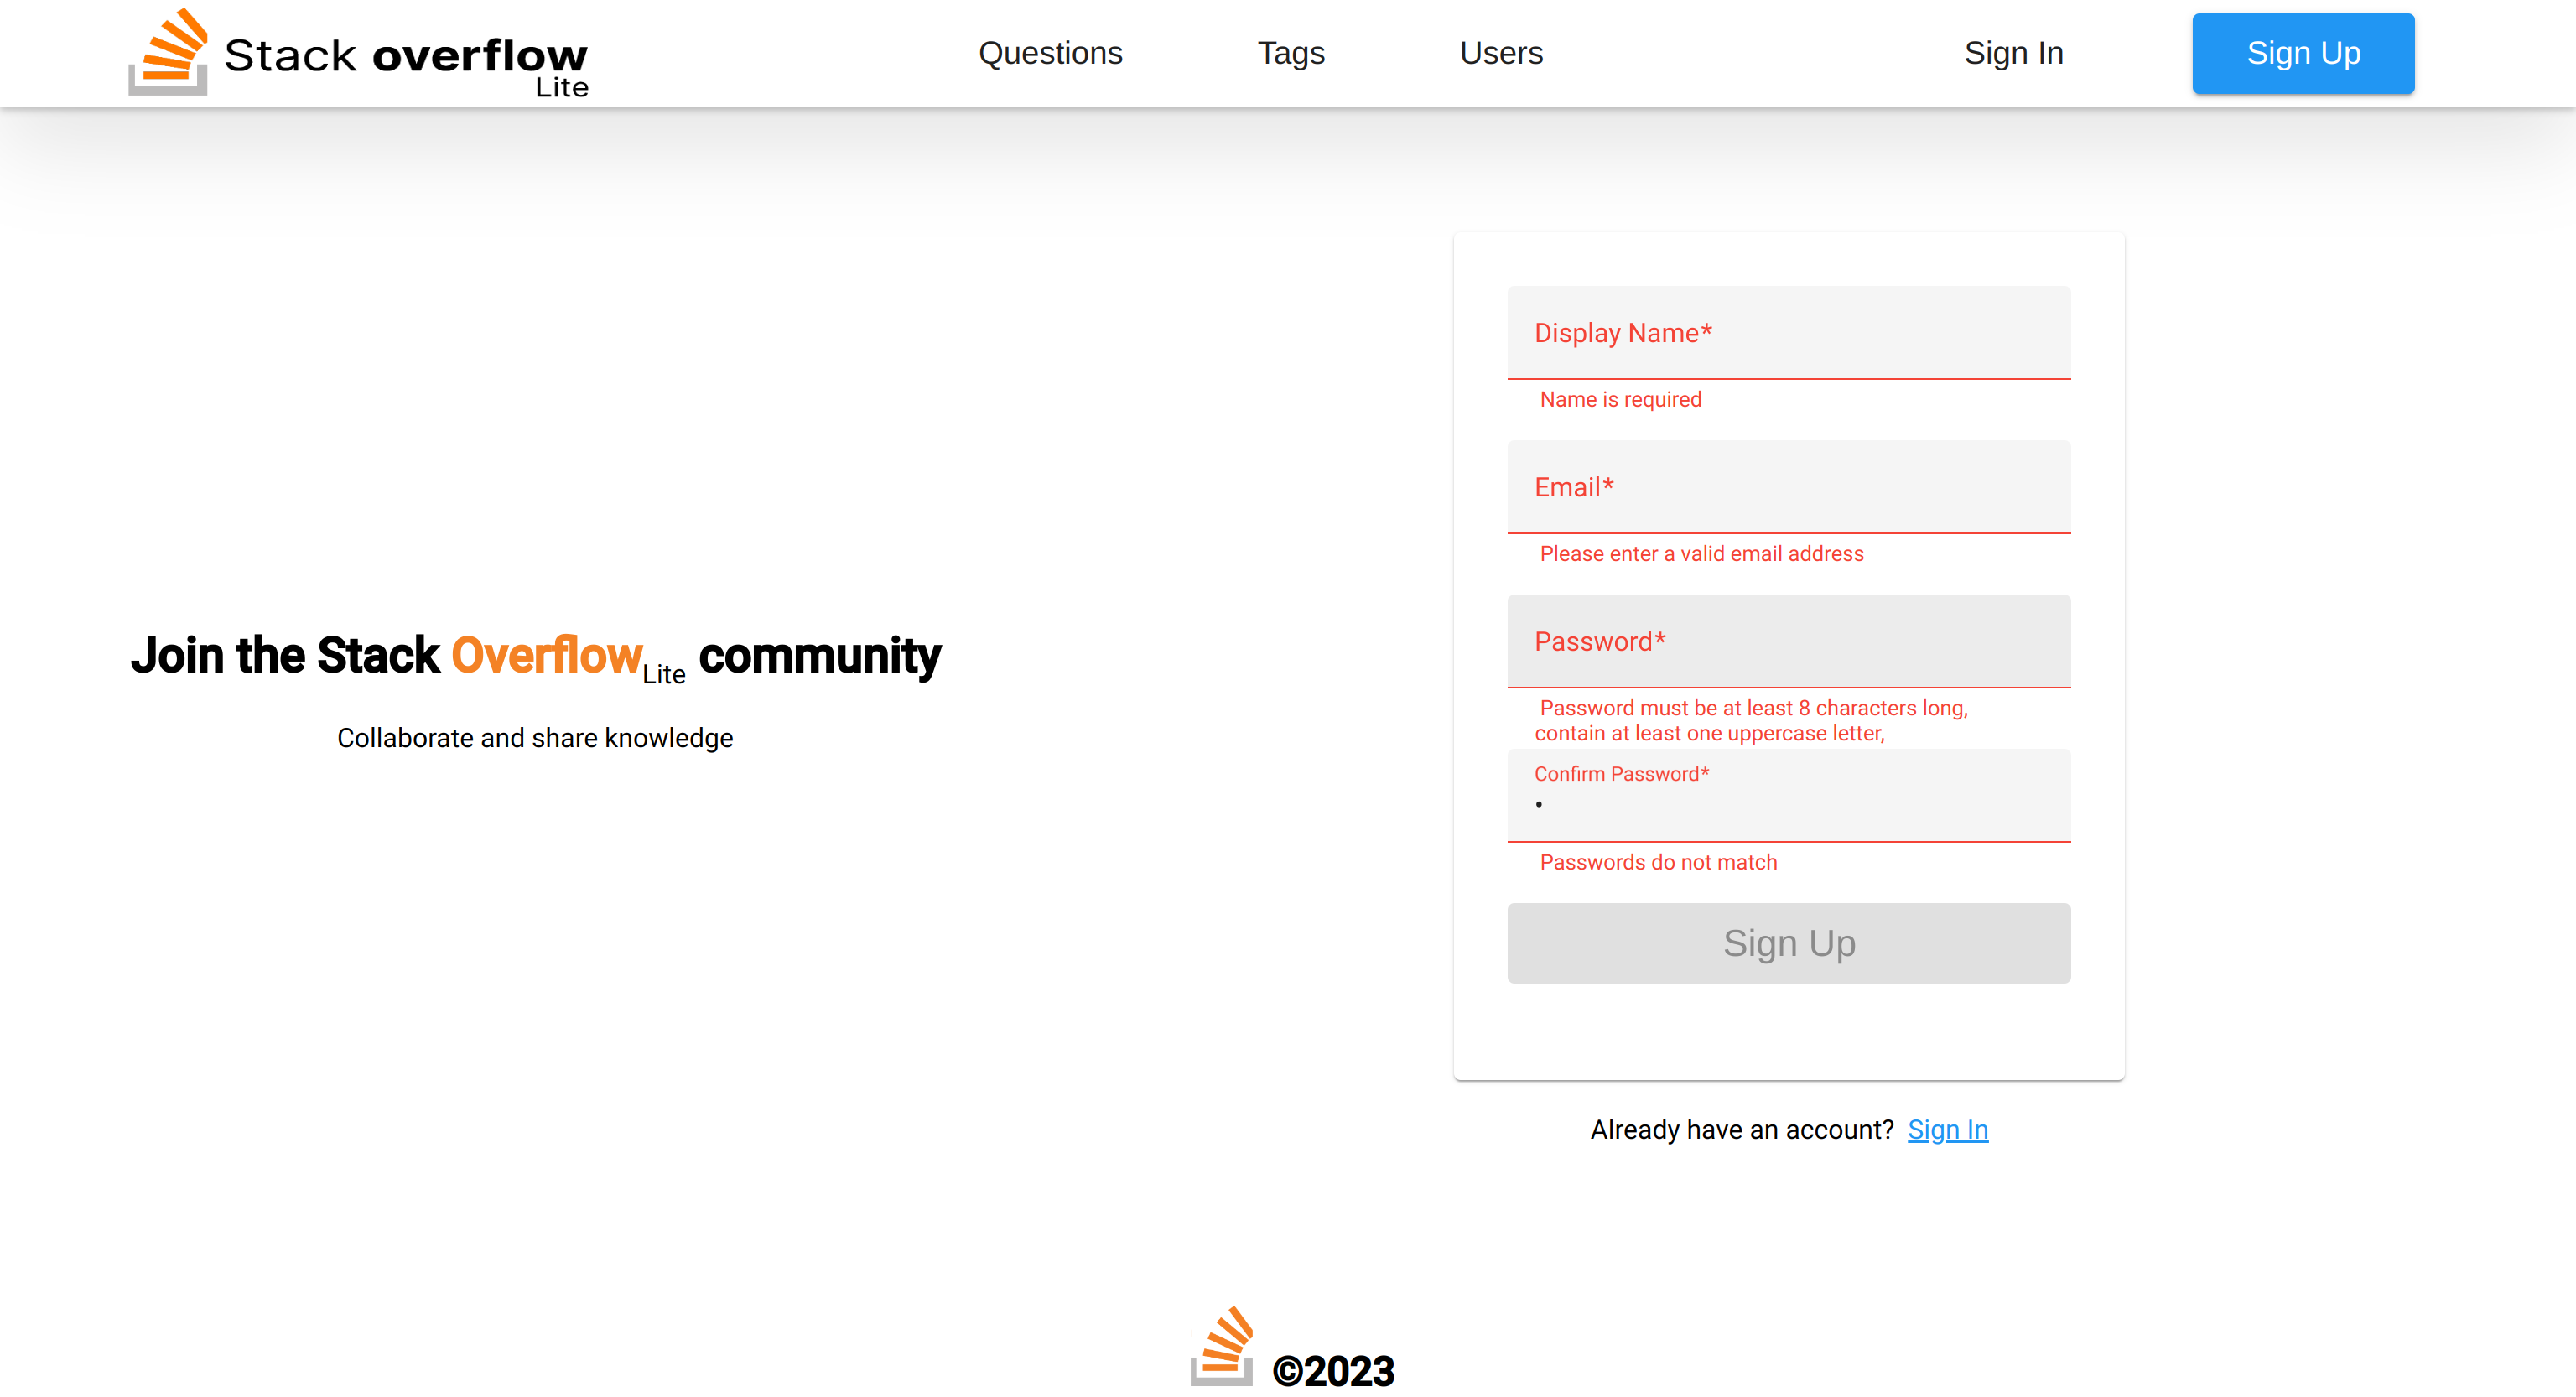 Stack overflow
Lite
Questions
Tags
Users
Sign In
Sign Up
Join the Stack OverflowLite community
Collaborate and share knowledge
Display Name*
Name is required
Email*
Please enter a valid email address
Password*
Password must be at least 8 characters long,
contain at least one uppercase letter,
Confirm Password*
•
Passwords do not match
Sign Up
Already have an account? Sign In
©2023